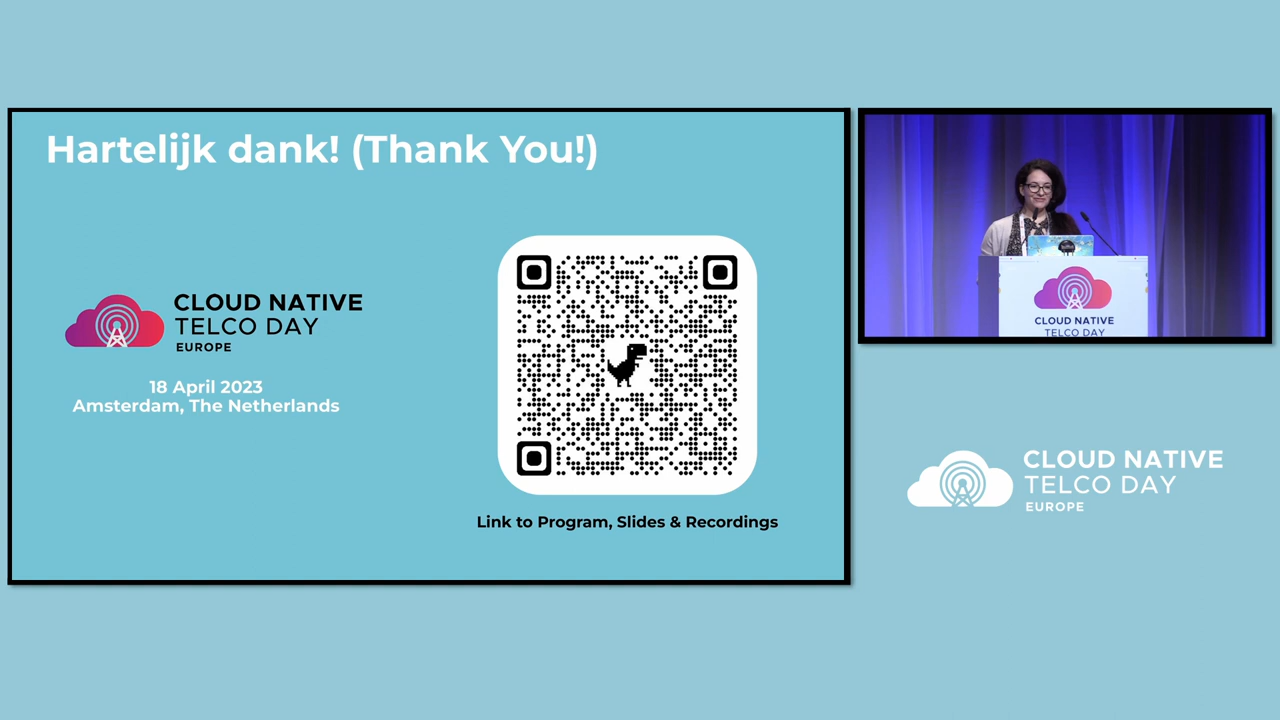 Hartelijk dank! (Thank You!)
CLOUD NATIVE
TELCO DAY
EUROPE
18 April 2023
Amsterdam, The Netherlands
Link to Program, Slides & Recordings
CLOUD NATIVE
TELCO DAY
CLOUD NATIVE
TELCO DAY
EUROPE